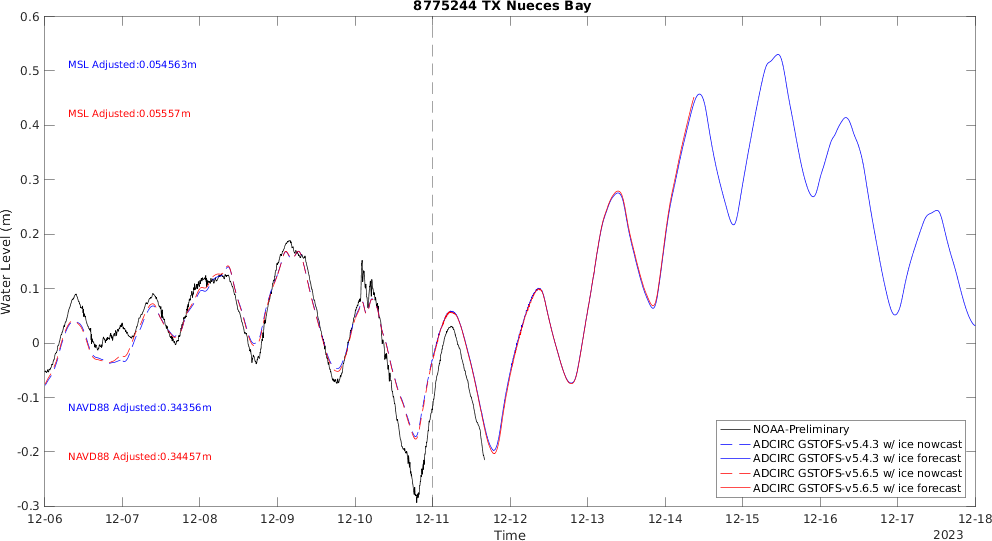 8775244 TX Nueces Bay
0.6
0.5
0.4
0.3
0.2
0.1
0
-0.1
-0.2
-0.3
Water Level (m)
MSL Adjusted:0.054563m
MSL Adjusted:0.05557m
NAVD88 Adjusted:0.34356m
NAVD88 Adjusted:0.34457m
NOAA-Preliminary
ADCIRC GSTOFS-v5.4.3 w/ ice nowcast
ADCIRC GSTOFS-v5.4.3 w/ ice forecast
ADCIRC GSTOFS-v5.6.5 w/ ice nowcast
ADCIRC GSTOFS-v5.6.5 w/ ice forecast
12-06 12-07 12-08 12-09 12-10 12-11 12-12 12-13 12-14 12-15 12-16 12-17 12-18
Time
2023